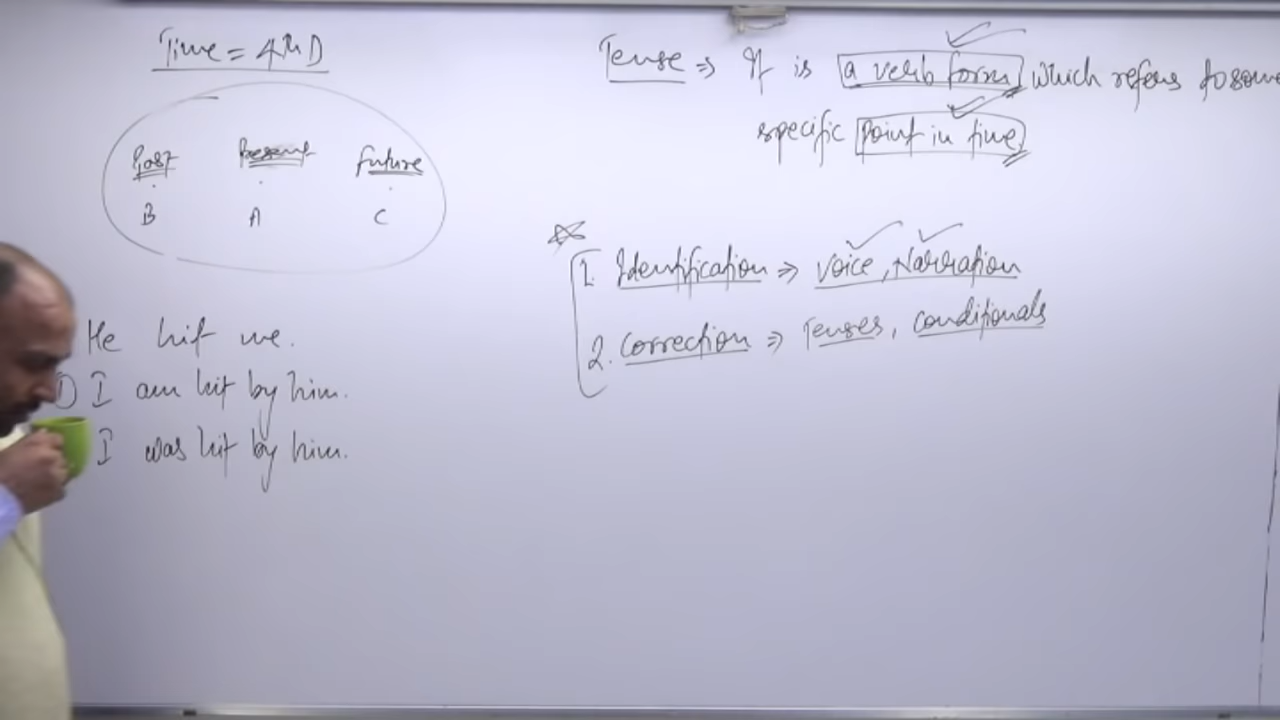 Time = 4th D
Past Present Future
B A C
He hit me.
I am hit by him.
I was hit by him.
Tense ⇒ It is a verb form which refers to some
specific point in time
1. Identification ⇒ Voice, Narration
2. Correction ⇒ Tenses, Conditionals